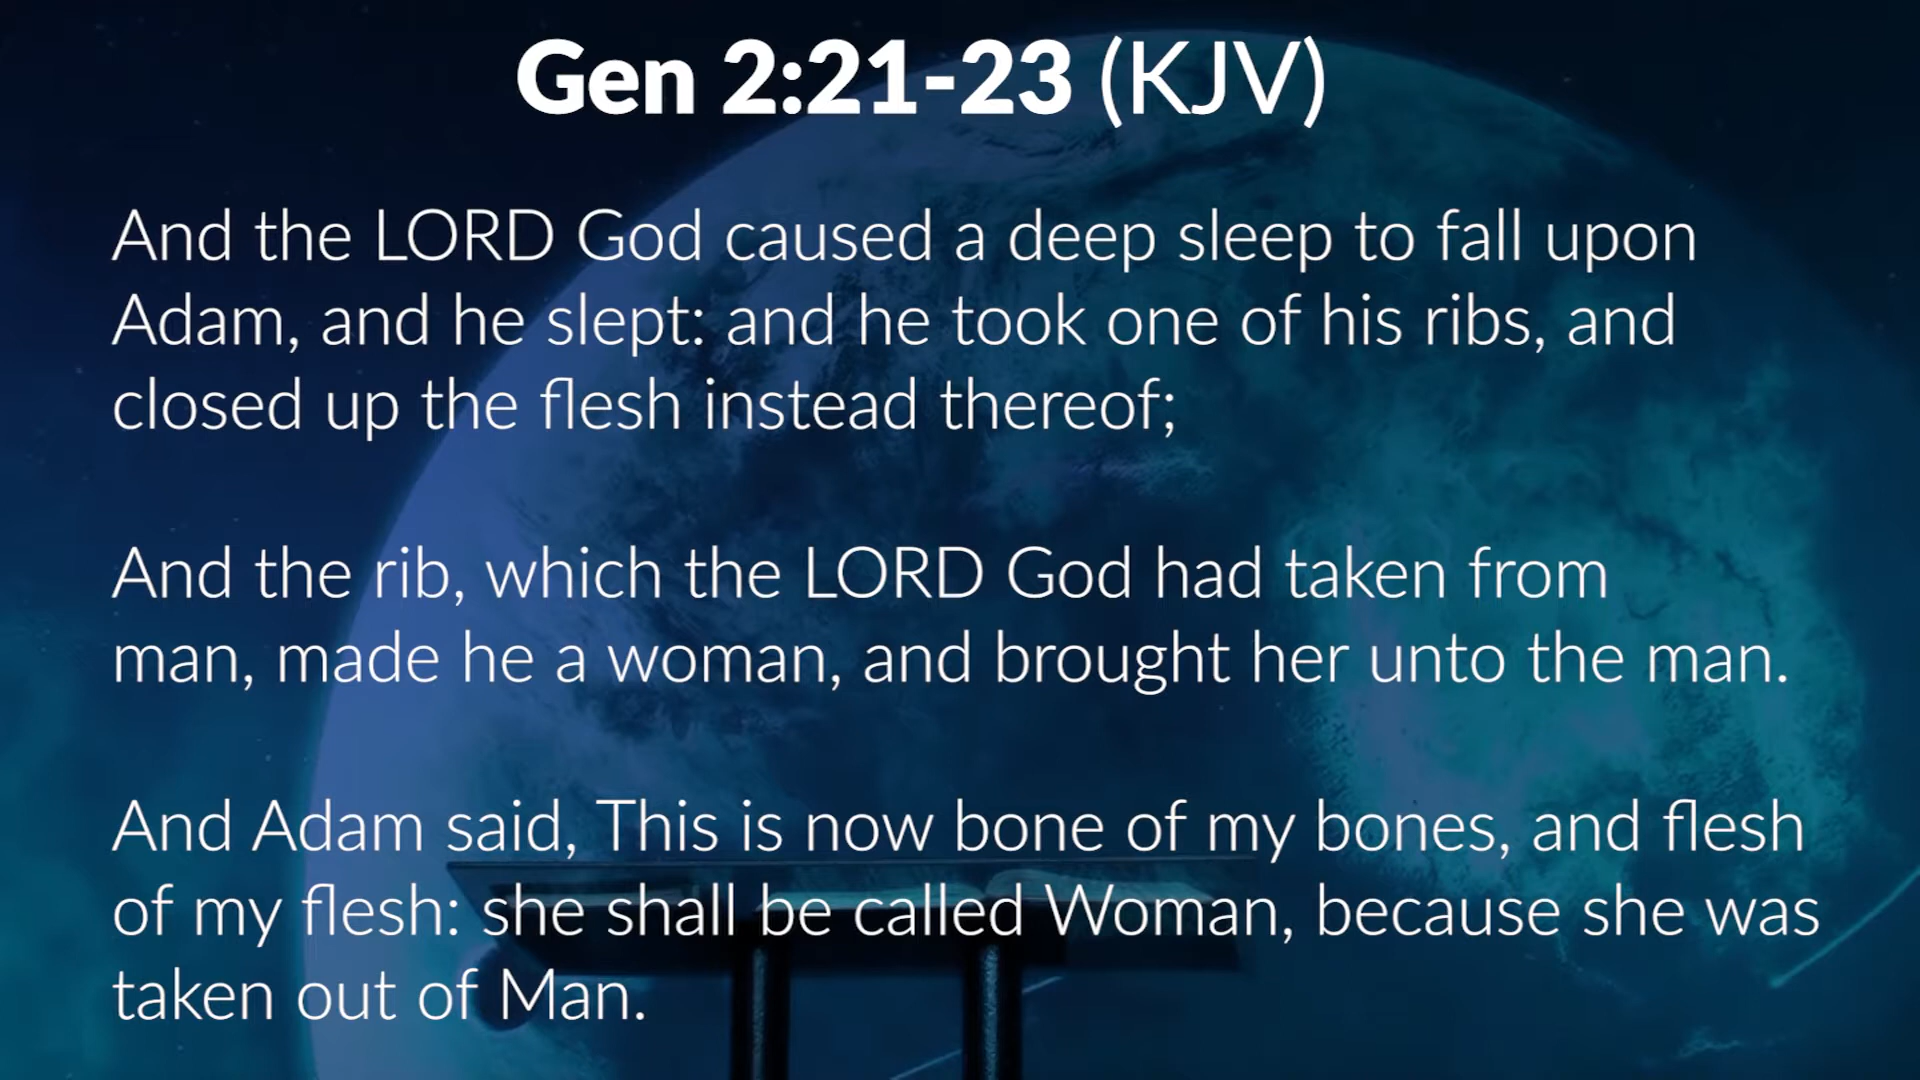 Gen 2:21-23 (KJV)
And the LORD God caused a deep sleep to fall upon
Adam, and he slept: and he took one of his ribs, and
closed up the flesh instead thereof;
And the rib, which the LORD God had taken from
man, made he a woman, and brought her unto the man.
And Adam said, This is now bone of my bones, and flesh
of my flesh: she shall be called Woman, because she was
taken out of Man.